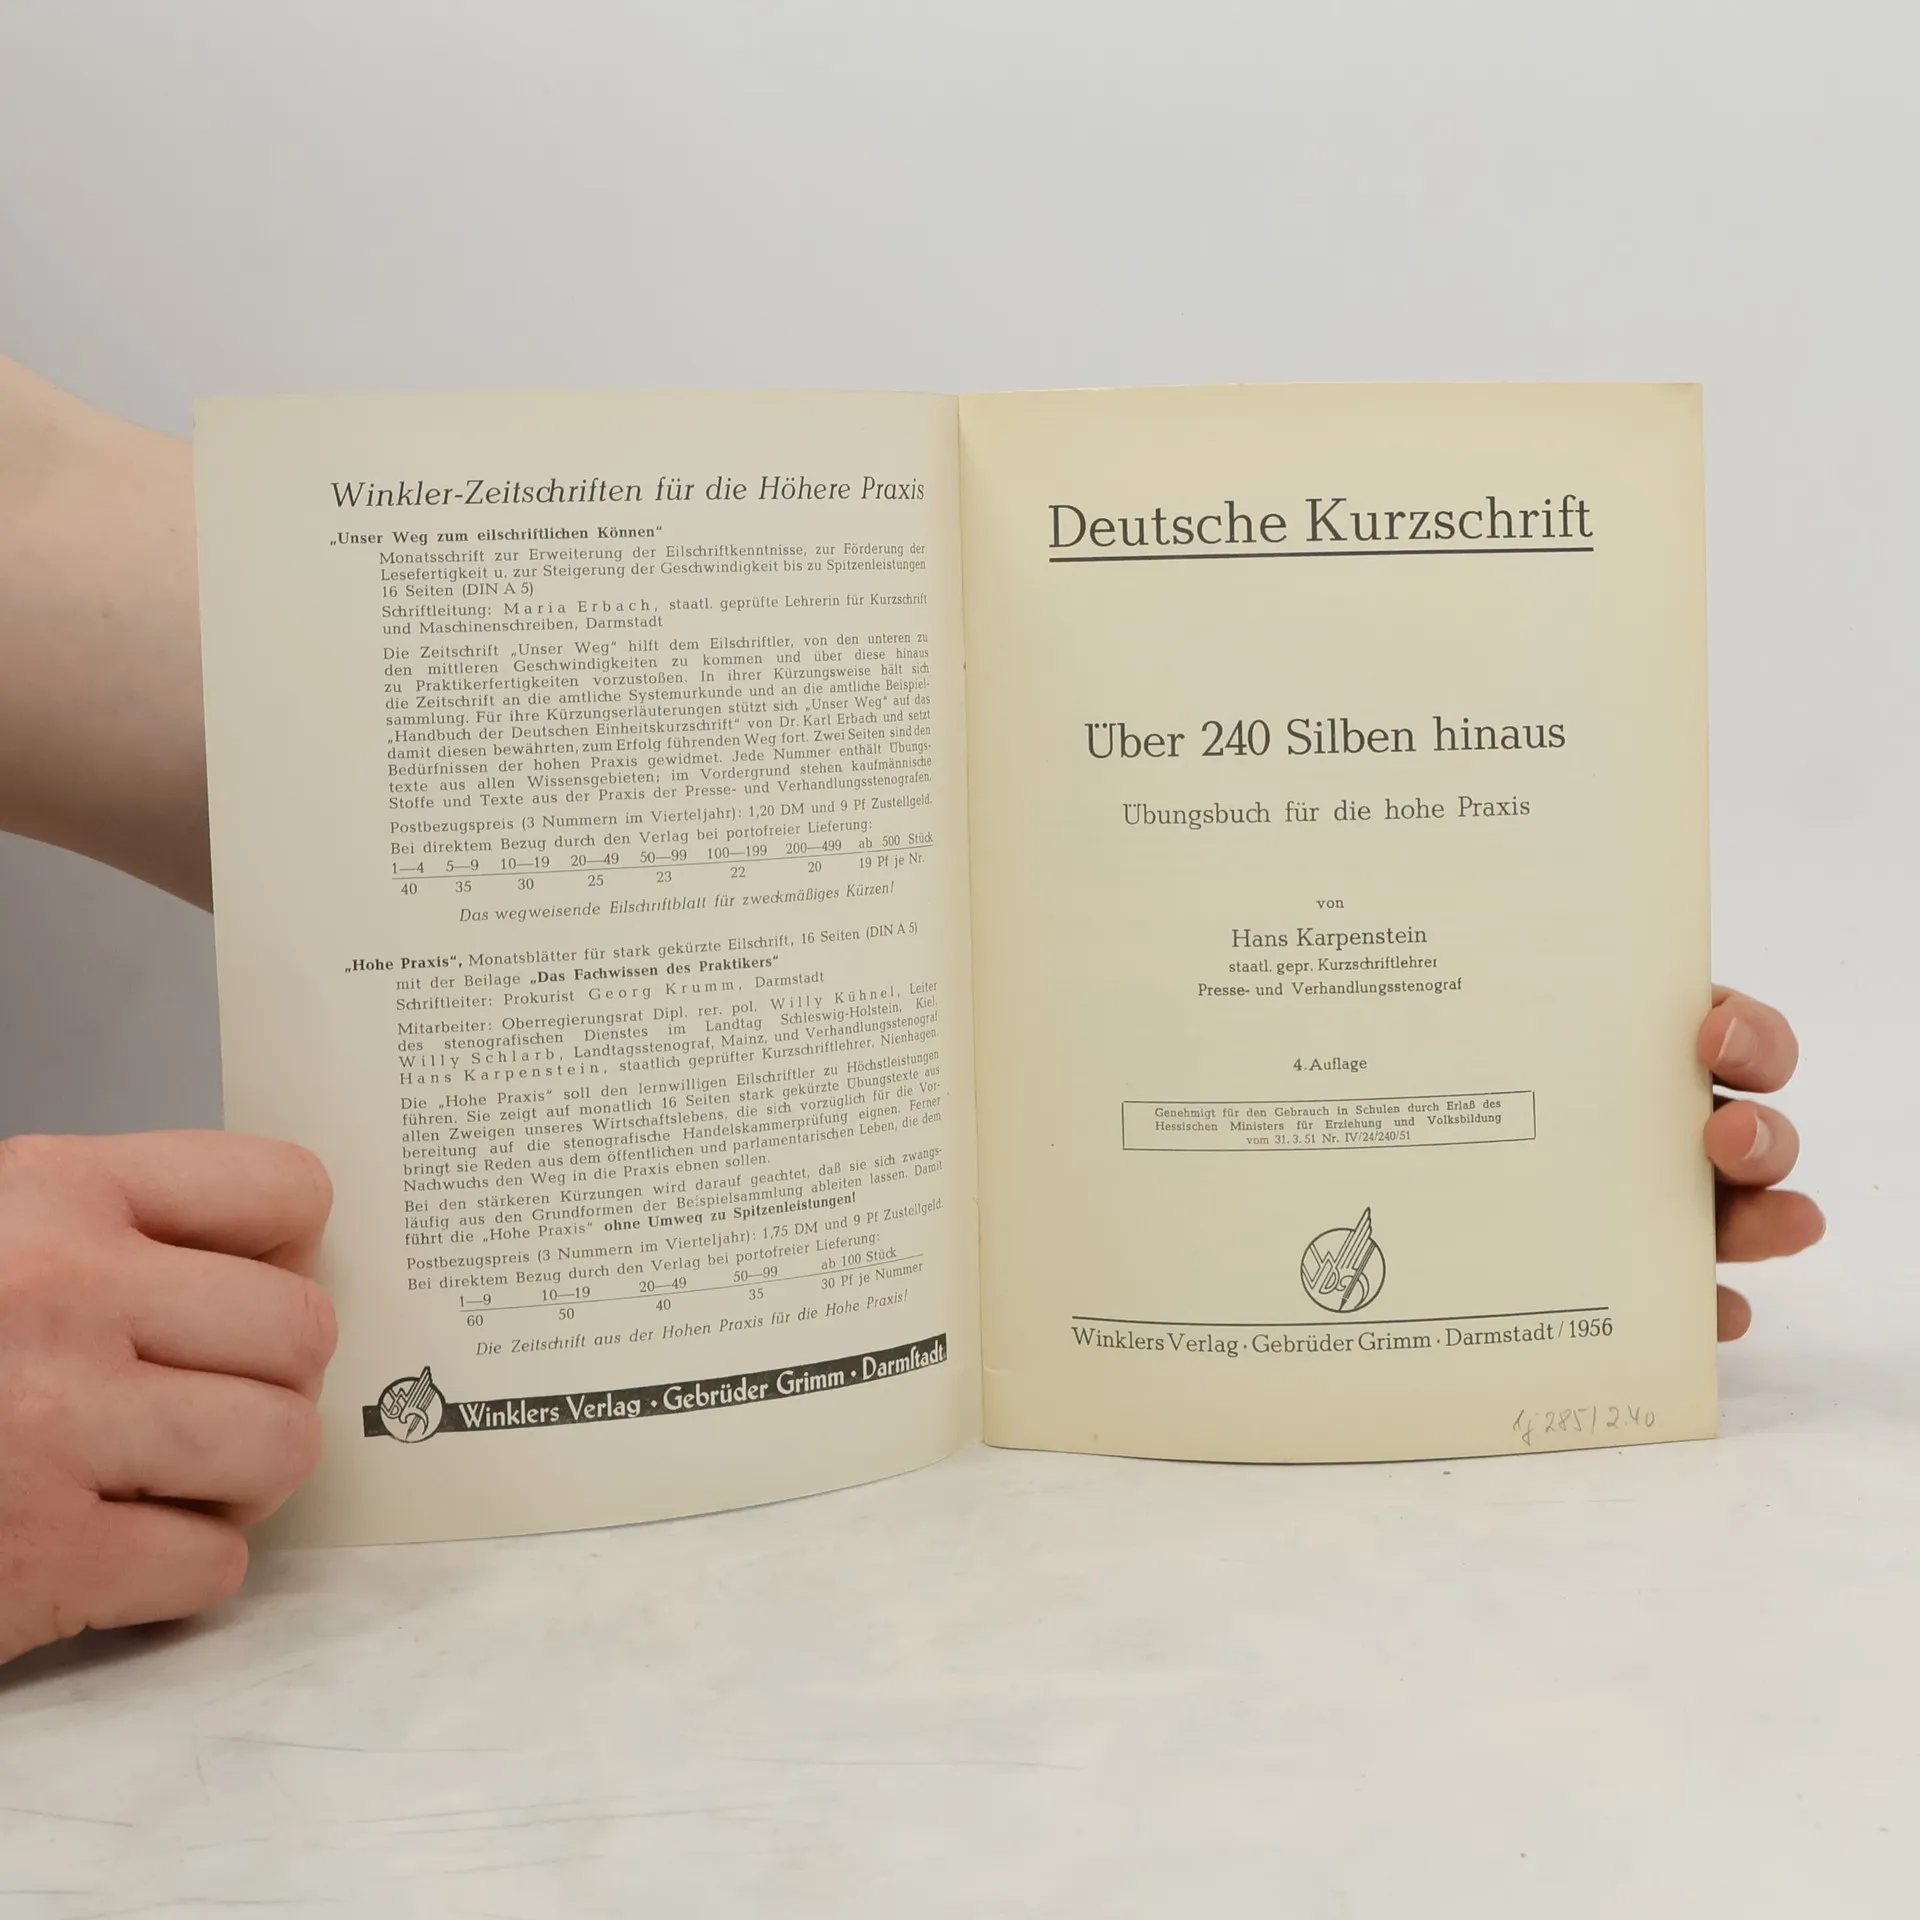 Winkler-Zeitschriften für die Höhere Praxis
„Unser Weg zum eilschriftlichen Können“
Monatsschrift zur Erweiterung der Eilschriftkenntnisse, zur Förderung der
Lesefertigkeit u. zur Steigerung der Geschwindigkeit bis zu Spitzenleistungen
16 Seiten (DIN A 5)
Schriftleitung: Maria Erbach, staatl. geprüfte Lehrerin für Kurzschrift
und Maschinenschreiben, Darmstadt
Die Zeitschrift „Unser Weg“ hilft dem Eilschriftler, von den unteren zu
den mittleren Geschwindigkeiten zu kommen und über diese hinaus
zu Praktikerfertigkeiten vorzustoßen. In ihrer Kürzungsweise hält sich
die Zeitschrift an die amtliche Systemurkunde und an die amtliche Beispiel-
sammlung. Für ihre Kürzungserläuterungen stützt sich „Unser Weg“ auf das
„Handbuch der Deutschen Einheitskurzschrift“ von Dr. Karl Erbach und setzt
damit diesen bewährten, zum Erfolg führenden Weg fort. Zwei Seiten sind den
Bedürfnissen der hohen Praxis gewidmet. Jede Nummer enthält Übungs-
texte aus allen Wissensgebieten; im Vordergrund stehen kaufmännische
Stoffe und Texte aus der Praxis der Presse- und Verhandlungsstenografen.
Postbezugspreis (3 Nummern im Vierteljahr): 1,20 DM und 9 Pf Zustellgeld.
Bei direktem Bezug durch den Verlag bei portofreier Lieferung:
1—4 5—9 10—19 20—49 50—99 100—199 200—499 ab 500 Stück
40 35 30 25 23 22 20 19 Pf je Nr.
Das wegweisende Eilschriftblatt für zweckmäßiges Kürzen!
„Hohe Praxis“, Monatsblätter für stark gekürzte Eilschrift, 16 Seiten (DIN A 5)
mit der Beilage „Das Fachwissen des Praktikers“
Schriftleiter: Prokurist Georg Krumm, Darmstadt
Mitarbeiter: Oberregierungsrat Dipl. rer. pol. Willy Kühnel, Leiter
des stenografischen Dienstes im Landtag Schleswig-Holstein, Kiel,
Willy Schlarb, Landtagsstenograf, Mainz, und Verhandlungsstenograf
Hans Karpenstein, staatlich geprüfter Kurzschriftlehrer, Nienhagen.
Die „Hohe Praxis“ soll den lernwilligen Eilschriftler zu Höchstleistungen
führen. Sie zeigt auf monatlich 16 Seiten stark gekürzte Übungstexte aus
allen Zweigen unseres Wirtschaftslebens, die sich vorzüglich für die Vor-
bereitung auf die stenografische Handelskammerprüfung eignen. Ferner
bringt sie Reden aus dem öffentlichen und parlamentarischen Leben, die dem
Nachwuchs den Weg in die Praxis ebnen sollen.
Bei den stärkeren Kürzungen wird darauf geachtet, daß sie sich zwangs-
läufig aus den Grundformen der Beispielsammlung ableiten lassen. Damit
führt die „Hohe Praxis“ ohne Umweg zu Spitzenleistungen!
Postbezugspreis (3 Nummern im Vierteljahr): 1,75 DM und 9 Pf Zustellgeld.
Bei direktem Bezug durch den Verlag bei portofreier Lieferung:
1—9 10—19 20—49 50—99 ab 100 Stück
60 50 40 35 30 Pf je Nummer
Die Zeitschrift aus der Hohen Praxis für die Hohe Praxis!
Winklers Verlag · Gebrüder Grimm · Darmſtadt
Deutsche Kurzschrift
Über 240 Silben hinaus
Übungsbuch für die hohe Praxis
von
Hans Karpenstein
staatl. gepr. Kurzschriftlehrer
Presse- und Verhandlungsstenograf
4. Auflage
Genehmigt für den Gebrauch in Schulen durch Erlaß des
Hessischen Ministers für Erziehung und Volksbildung
vom 31. 3. 51 Nr. IV/24/240/51
Winklers Verlag · Gebrüder Grimm · Darmstadt / 1956
285/2.40